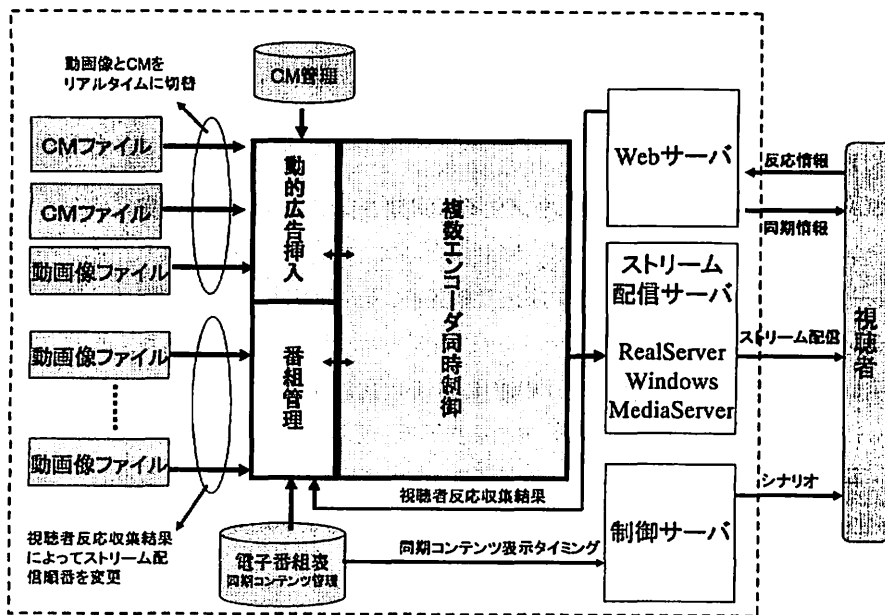 動画像とCMを
リアルタイムに切替
CM管理
CMファイル
CMファイル
動画像ファイル
動画像ファイル
動画像ファイル
動的広告挿入
番組管理
複数エンコーダ同時制御
Webサーバ
ストリーム
配信サーバ
RealServer
Windows
MediaServer
制御サーバ
反応情報
同期情報
ストリーム配信
シナリオ
視聴者
視聴者反応収集結果
同期コンテンツ表示タイミング
電子番組表
同期コンテンツ管理
視聴者反応収集結果
によってストリーム配
信順番を変更